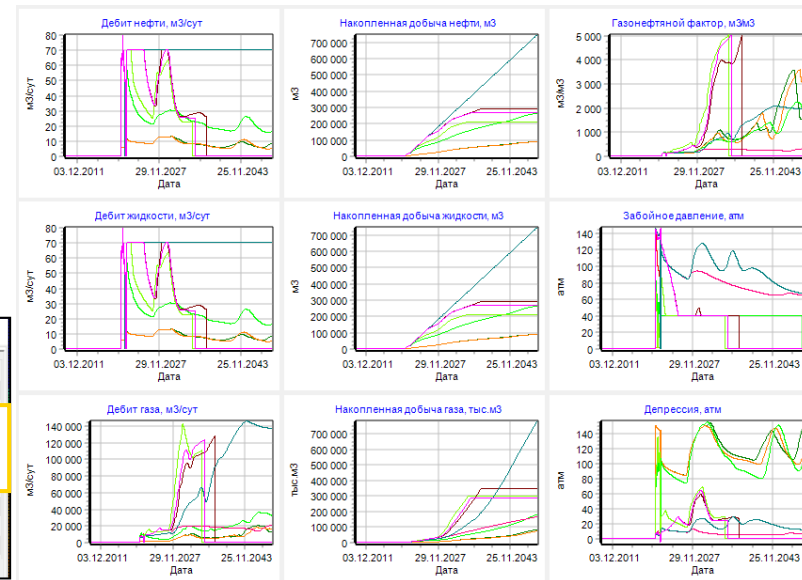 Дебит нефти, м3/сут
80
70
60
50
40
30
20
10
0
м3/сут
03.12.2011 29.11.2027 25.11.2043
Дата
Накопленная добыча нефти, м3
700 000
600 000
500 000
400 000
300 000
200 000
100 000
0
м3
03.12.2011 29.11.2027 25.11.2043
Дата
Газонефтяной фактор, м3/м3
5 000
4 000
3 000
2 000
1 000
0
м3/м3
03.12.2011 29.11.2027 25.11.2043
Дата
Дебит жидкости, м3/сут
80
70
60
50
40
30
20
10
0
м3/сут
03.12.2011 29.11.2027 25.11.2043
Дата
Накопленная добыча жидкости, м3
700 000
600 000
500 000
400 000
300 000
200 000
100 000
0
м3
03.12.2011 29.11.2027 25.11.2043
Дата
Забойное давление, атм
140
120
100
80
60
40
20
0
атм
03.12.2011 29.11.2027 25.11.2043
Дата
Дебит газа, м3/сут
140 000
120 000
100 000
80 000
60 000
40 000
20 000
0
м3/сут
03.12.2011 29.11.2027 25.11.2043
Дата
Накопленная добыча газа, тыс.м3
700 000
600 000
500 000
400 000
300 000
200 000
100 000
0
тыс.м3
03.12.2011 29.11.2027 25.11.2043
Дата
Депрессия, атм
140
120
100
80
60
40
20
0
атм
03.12.2011 29.11.2027 25.11.2043
Дата